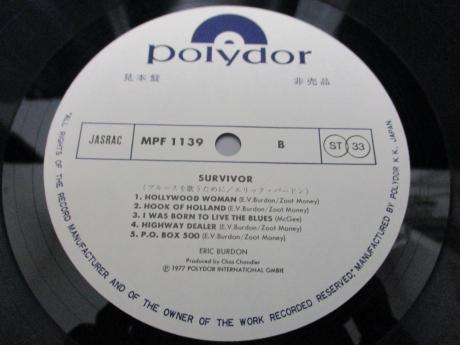 polydor
見本盤 非売品
JASRAC MPF 1139 B ST 33
SURVIVOR
(ブルースを歌うために/エリック・バードン)
1. HOLLYWOOD WOMAN (E.V.Burdon/Zoot Money)
2. HOOK OF HOLLAND (E.V.Burdon/Zoot Money)
3. I WAS BORN TO LIVE THE BLUES (McGee)
4. HIGHWAY DEALER (E.V.Burdon/Zoot Money)
5. P.O. BOX 500 (E.V.Burdon/Zoot Money)
ERIC BURDON
Produced by Chas Chandler
Ⓟ 1977 POLYDOR INTERNATIONAL GMBH
"ALL RIGHTS OF THE RECORD MANUFACTURER AND OF THE OWNER OF THE WORK RECORDED RESERVED." MANUFACTURED BY POLYDOR K.K., JAPAN